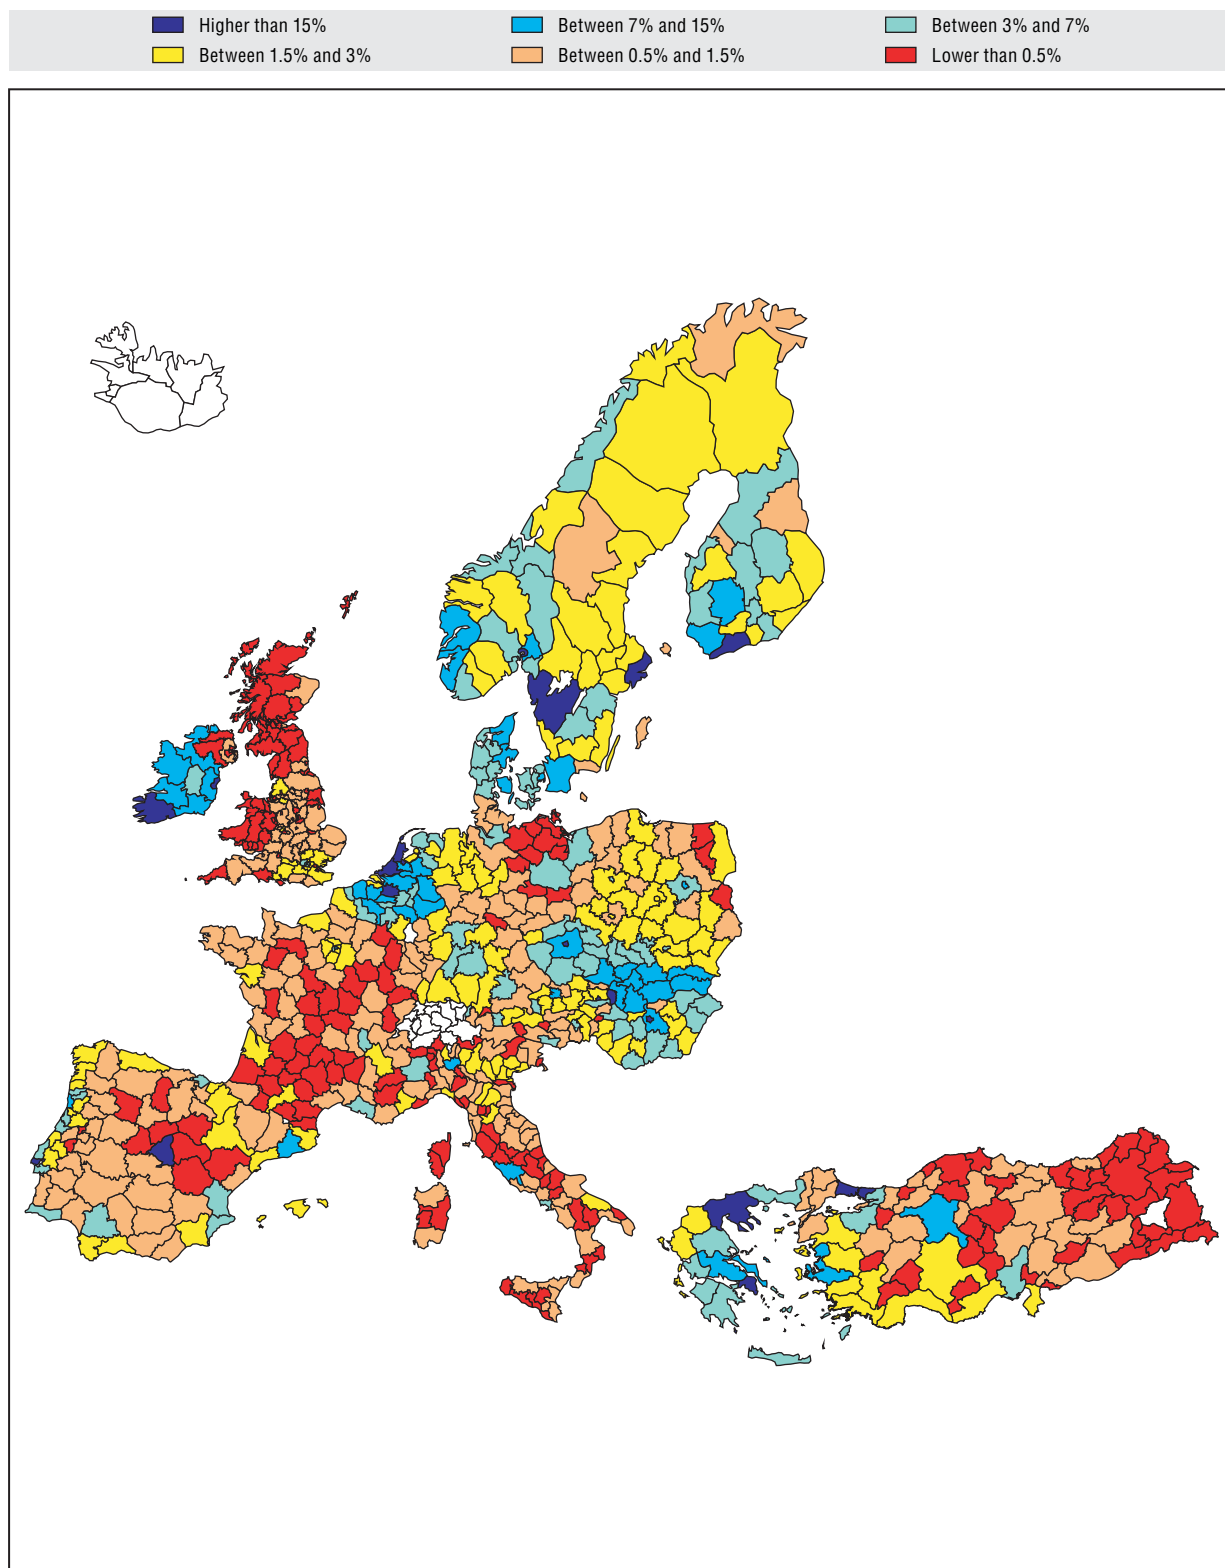 Higher than 15% Between 7% and 15% Between 3% and 7%
Between 1.5% and 3% Between 0.5% and 1.5% Lower than 0.5%